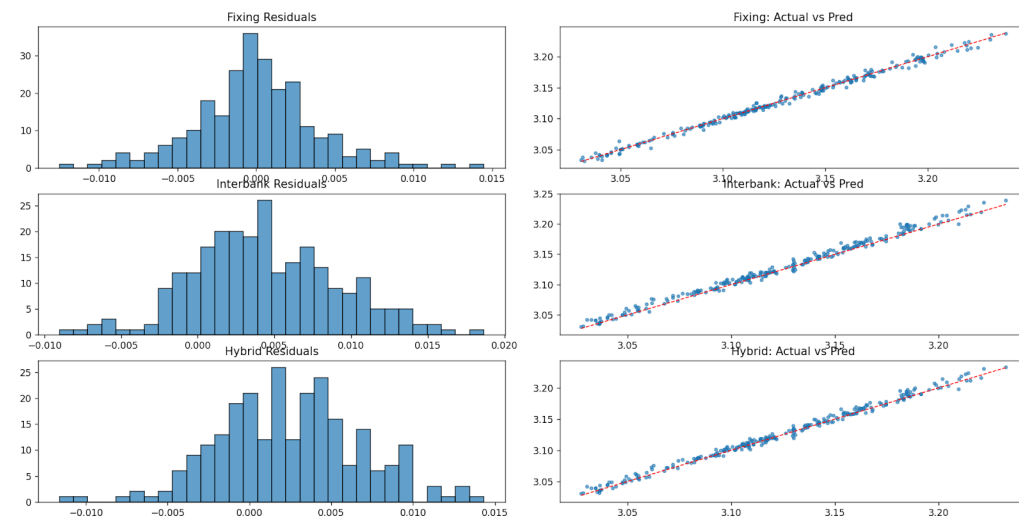 Fixing Residuals
Fixing: Actual vs Pred
30
20
10
0
−0.010 −0.005 0.000 0.005 0.010 0.015
3.20
3.15
3.10
3.05
3.05 3.10 3.15 3.20
Interbank Residuals
Interbank: Actual vs Pred
25
20
15
10
5
0
−0.010 −0.005 0.000 0.005 0.010 0.015 0.020
3.25
3.20
3.15
3.10
3.05
3.05 3.10 3.15 3.20
Hybrid Residuals
Hybrid: Actual vs Pred
25
20
15
10
5
0
−0.010 −0.005 0.000 0.005 0.010 0.015
3.20
3.15
3.10
3.05
3.05 3.10 3.15 3.20